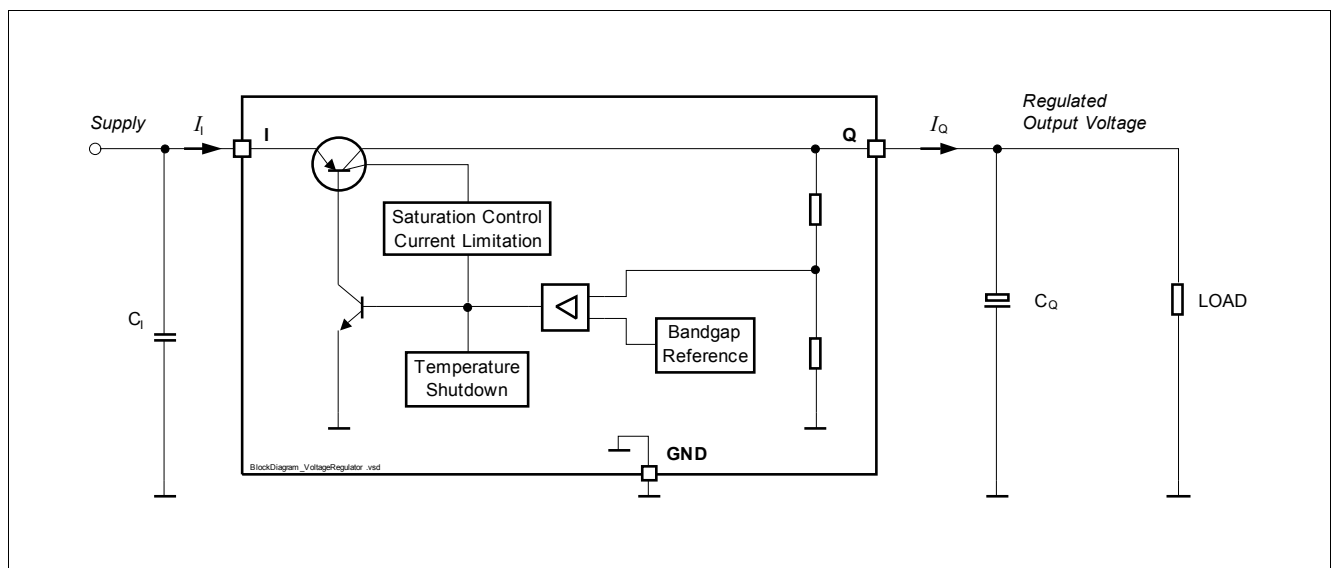 Supply
I_I
I
Q
I_Q
Regulated
Output Voltage
Saturation Control
Current Limitation
C_I
Bandgap
Reference
Temperature
Shutdown
C_Q
LOAD
GND
BlockDiagram_VoltageRegulator .vsd